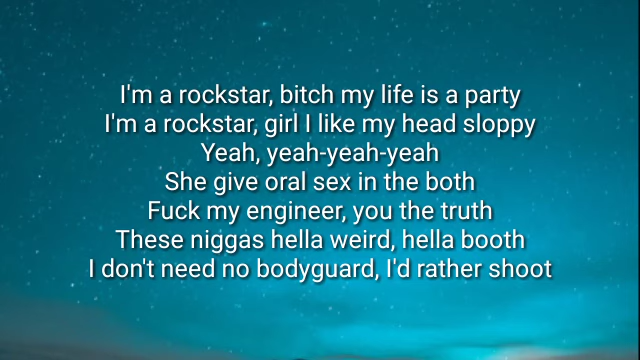 I'm a rockstar, bitch my life is a party
I'm a rockstar, girl I like my head sloppy
Yeah, yeah-yeah-yeah
She give oral sex in the both
Fuck my engineer, you the truth
These niggas hella weird, hella booth
I don't need no bodyguard, I'd rather shoot